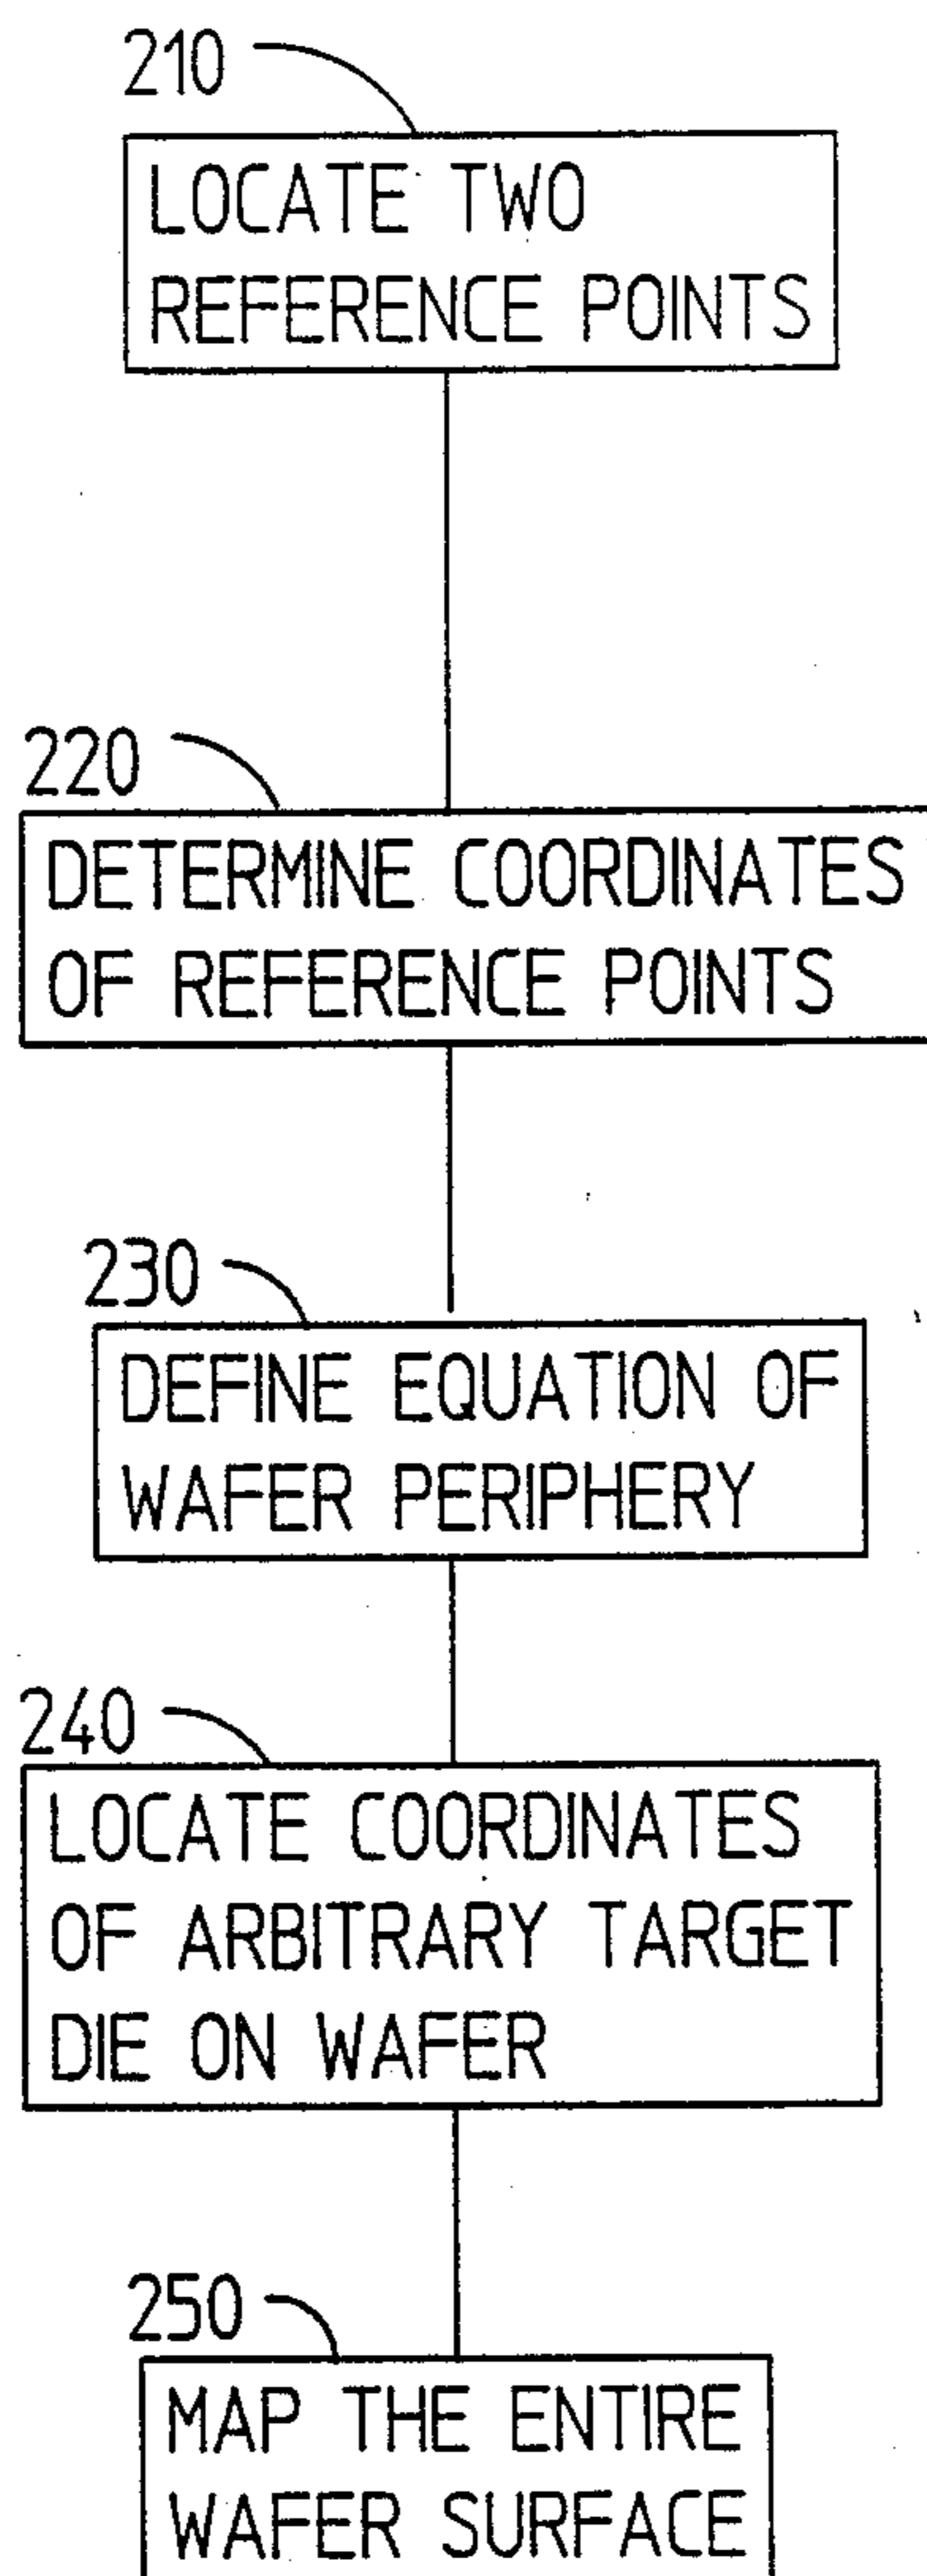 210
LOCATE TWO
REFERENCE POINTS
220
DETERMINE COORDINATES
OF REFERENCE POINTS
230
DEFINE EQUATION OF
WAFER PERIPHERY
240
LOCATE COORDINATES
OF ARBITRARY TARGET
DIE ON WAFER
250
MAP THE ENTIRE
WAFER SURFACE